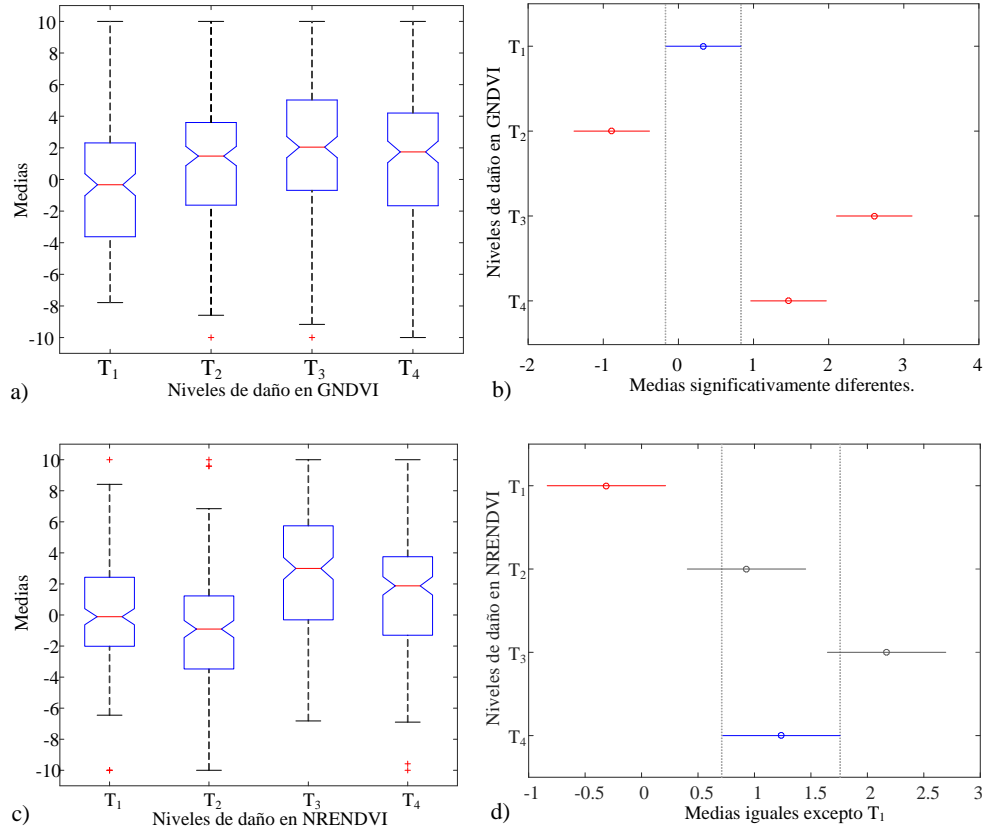 10
8
6
4
2
0
-2
-4
-6
-8
-10
Medias
T1
T2
T3
T4
Niveles de daño en GNDVI
a)
T1
T2
T3
T4
Niveles de daño en GNDVI
-2
-1
0
1
2
3
4
Medias significativamente diferentes.
b)
10
8
6
4
2
0
-2
-4
-6
-8
-10
Medias
T1
T2
T3
T4
Niveles de daño en NRENDVI
c)
T1
T2
T3
T4
Niveles de daño en NRENDVI
-1
-0.5
0
0.5
1
1.5
2
2.5
3
Medias iguales excepto T1
d)